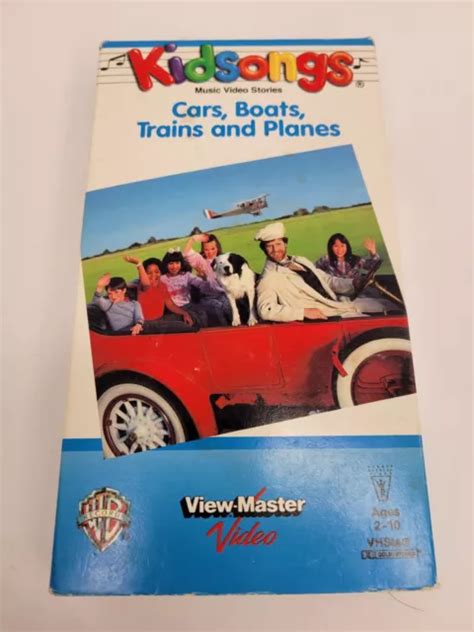 Kidsongs®
Music Video Stories
Cars, Boats,
Trains and Planes
View-Master
Video
Ages
2-10